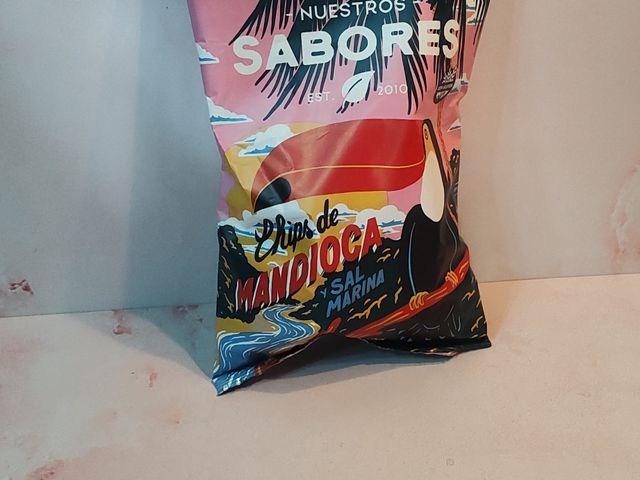 - NUESTROS -
SABORES
EST. 2010
Chips de
MANDIOCA
Y SAL
MARINA